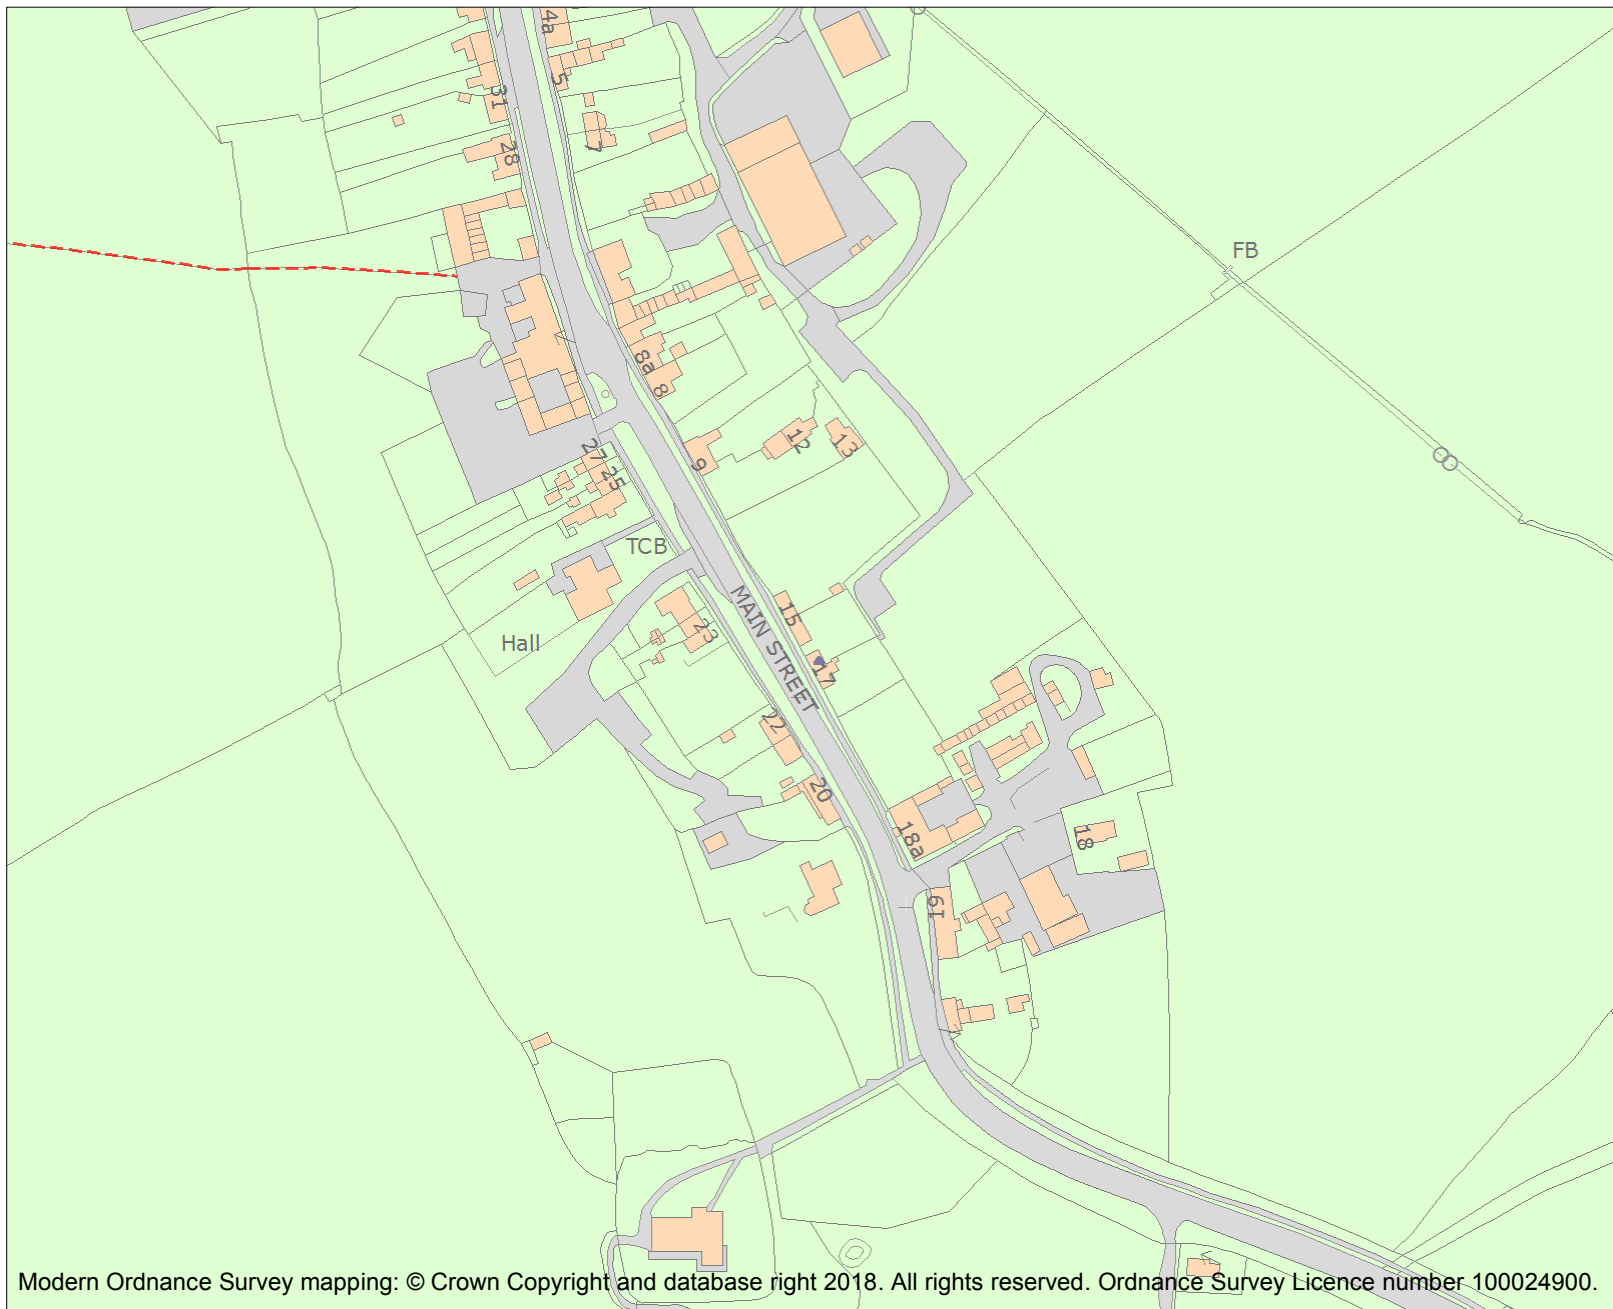 4a
5
31
7
28
FB
8a
8
12
13
9
27
25
TCB
15
MAIN STREET
23
Hall
17
22
20
18a
18
19
Modern Ordnance Survey mapping: © Crown Copyright and database right 2018. All rights reserved. Ordnance Survey Licence number 100024900.